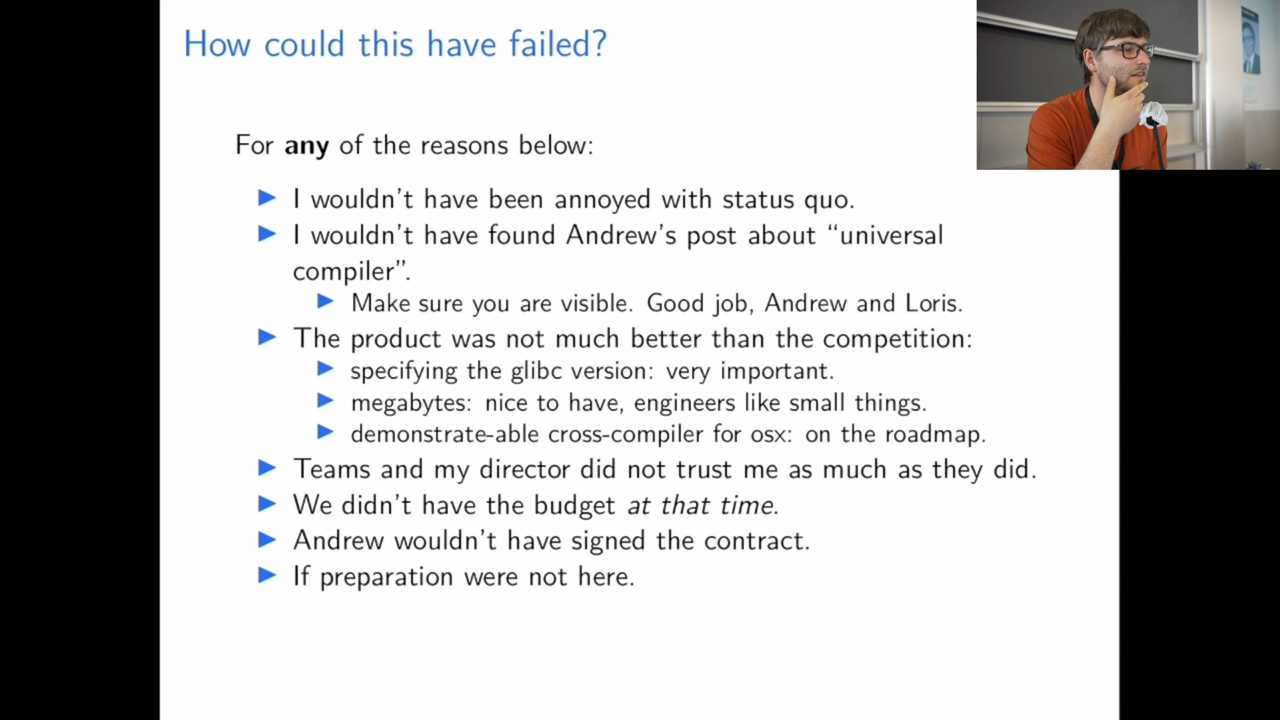 How could this have failed?
For any of the reasons below:
▶ I wouldn't have been annoyed with status quo.
▶ I wouldn't have found Andrew's post about “universal
compiler”.
▶ Make sure you are visible. Good job, Andrew and Loris.
▶ The product was not much better than the competition:
▶ specifying the glibc version: very important.
▶ megabytes: nice to have, engineers like small things.
▶ demonstrate-able cross-compiler for osx: on the roadmap.
▶ Teams and my director did not trust me as much as they did.
▶ We didn't have the budget at that time.
▶ Andrew wouldn't have signed the contract.
▶ If preparation were not here.